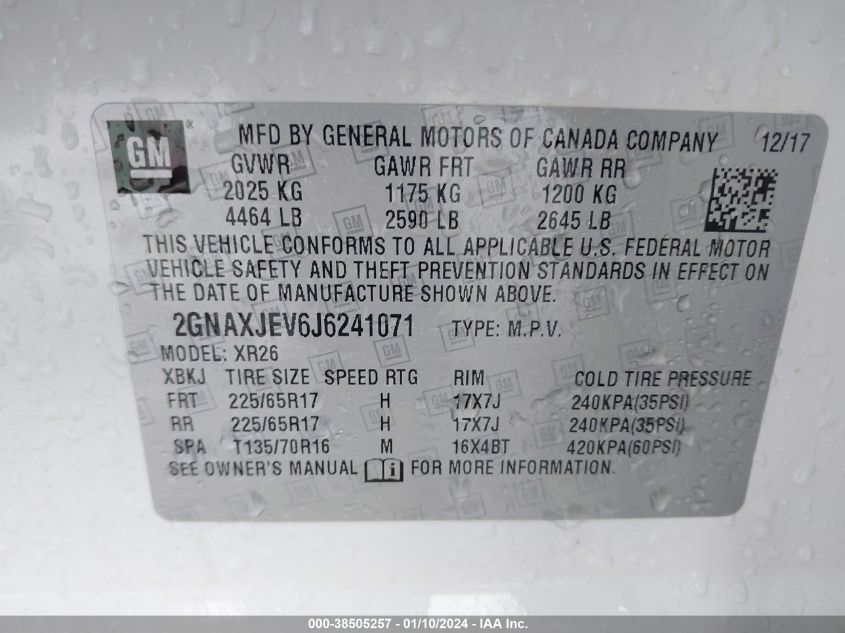 GM ® MFD BY GENERAL MOTORS OF CANADA COMPANY 12/17
GVWR GAWR FRT GAWR RR
2025 KG 1175 KG 1200 KG
4464 LB 2590 LB 2645 LB
THIS VEHICLE CONFORMS TO ALL APPLICABLE U.S. FEDERAL MOTOR
VEHICLE SAFETY AND THEFT PREVENTION STANDARDS IN EFFECT ON
THE DATE OF MANUFACTURE SHOWN ABOVE.
2GNAXJEV6J6241071 TYPE: M.P.V.
MODEL: XR26
XBKJ TIRE SIZE SPEED RTG RIM COLD TIRE PRESSURE
FRT 225/65R17 H 17X7J 240KPA(35PSI)
RR 225/65R17 H 17X7J 240KPA(35PSI)
SPA T135/70R16 M 16X4BT 420KPA(60PSI)
SEE OWNER'S MANUAL i FOR MORE INFORMATION.
000-38505257 - 01/10/2024 - IAA Inc.